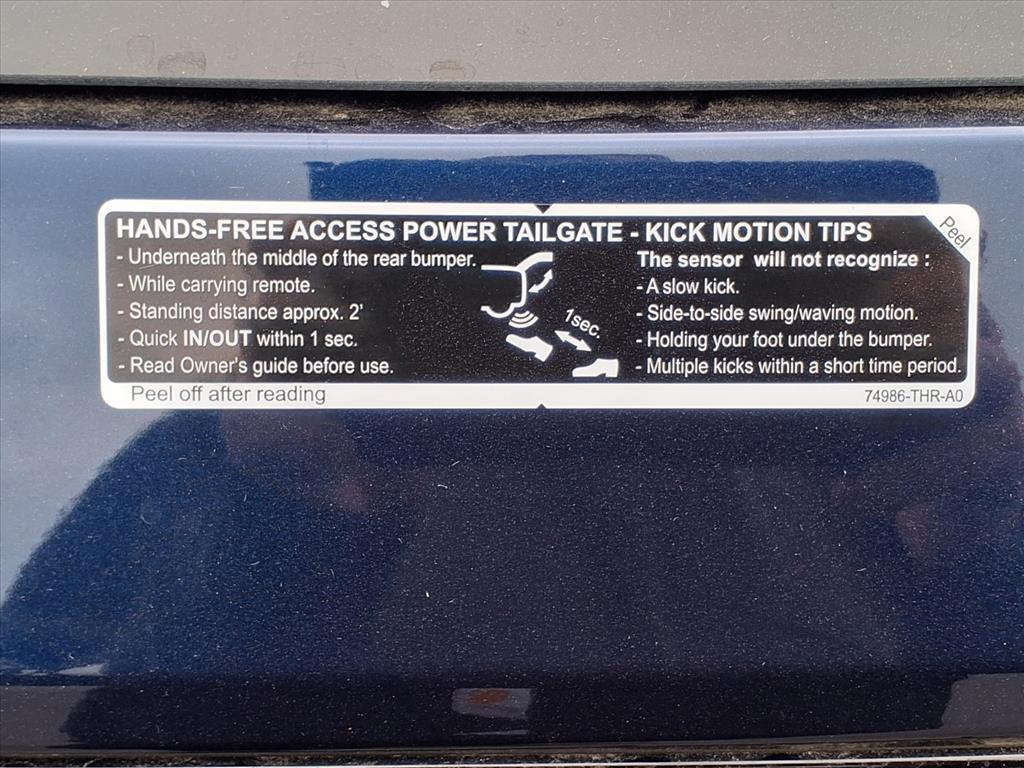 HANDS-FREE ACCESS POWER TAILGATE - KICK MOTION TIPS
Peel
- Underneath the middle of the rear bumper.
- While carrying remote.
- Standing distance approx. 2'
- Quick IN/OUT within 1 sec.
- Read Owner's guide before use.
1sec.
The sensor will not recognize :
- A slow kick.
- Side-to-side swing/waving motion.
- Holding your foot under the bumper.
- Multiple kicks within a short time period.
Peel off after reading
74986-THR-A0